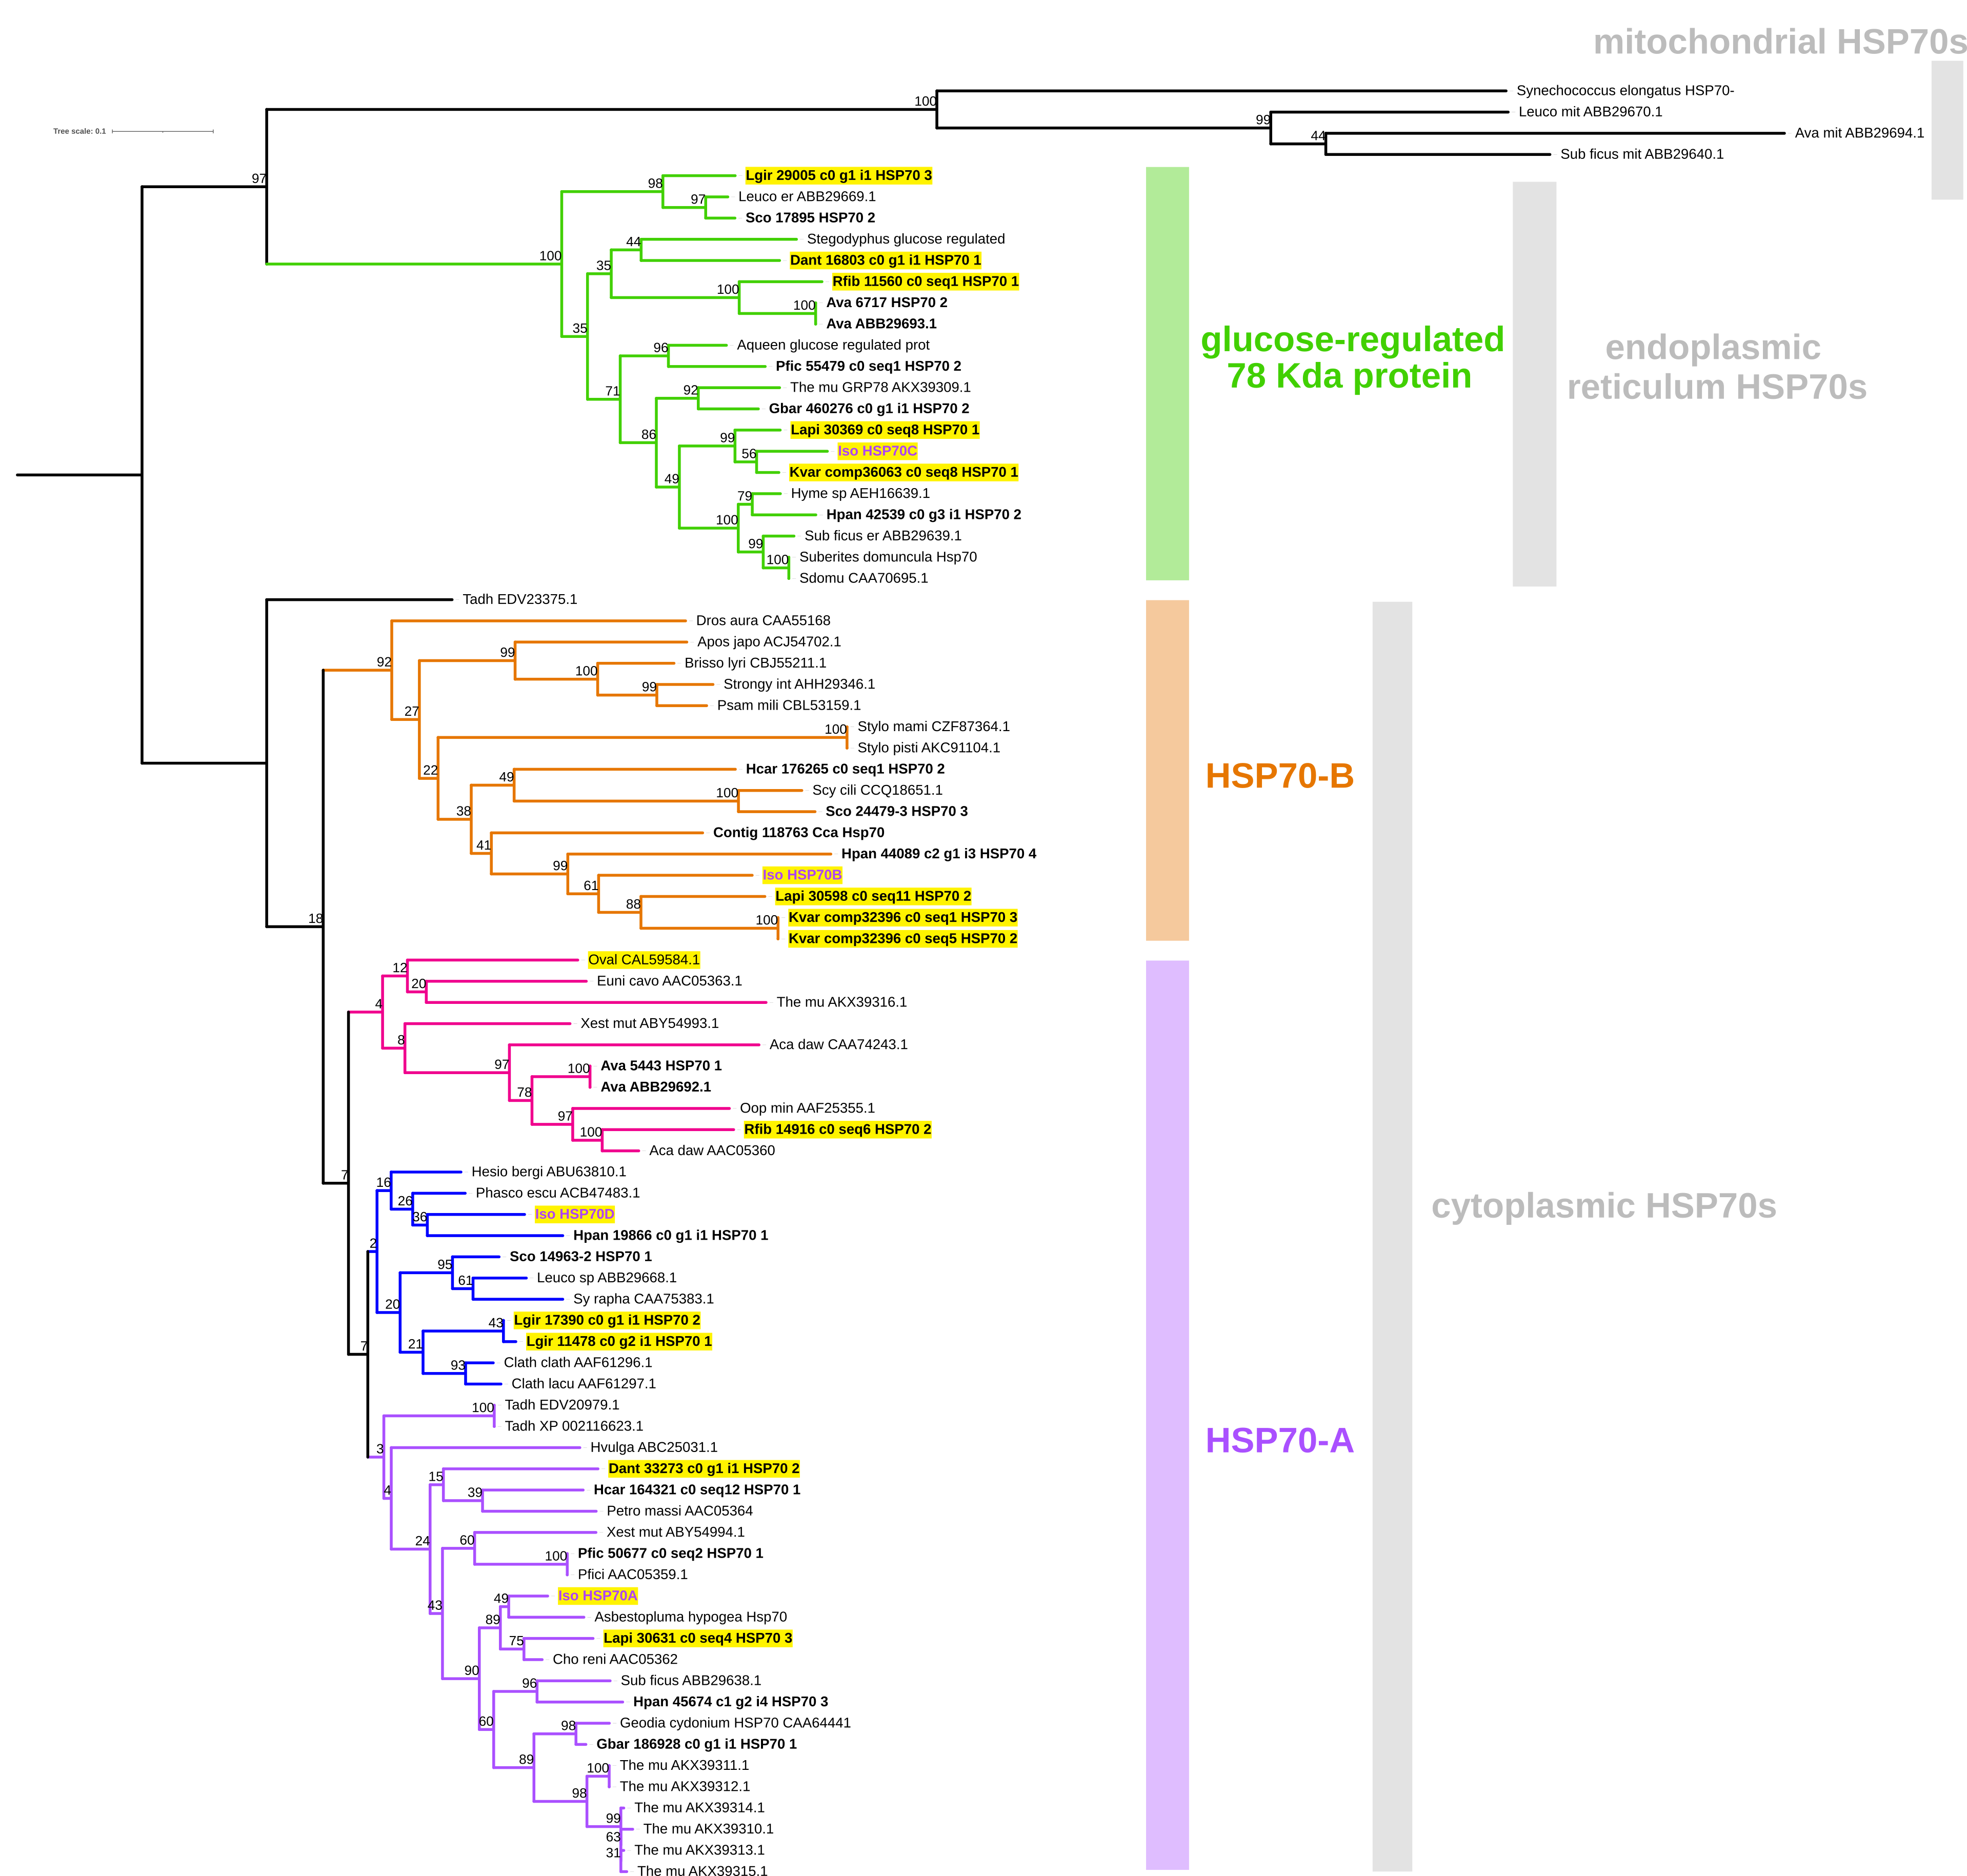 mitochondrial HSP70s
Tree scale: 0.1
100
Synechococcus elongatus HSP70-
99
Leuco mit ABB29670.1
44
Ava mit ABB29694.1
Sub ficus mit ABB29640.1
97
98
Lgir 29005 c0 g1 i1 HSP70 3
97
Leuco er ABB29669.1
Sco 17895 HSP70 2
100
44
Stegodyphus glucose regulated
35
Dant 16803 c0 g1 i1 HSP70 1
100
Rfib 11560 c0 seq1 HSP70 1
100
Ava 6717 HSP70 2
35
Ava ABB29693.1
96
Aqueen glucose regulated prot
Pfic 55479 c0 seq1 HSP70 2
71
92
The mu GRP78 AKX39309.1
Gbar 460276 c0 g1 i1 HSP70 2
86
99
Lapi 30369 c0 seq8 HSP70 1
56
Iso HSP70C
49
Kvar comp36063 c0 seq8 HSP70 1
79
Hyme sp AEH16639.1
100
Hpan 42539 c0 g3 i1 HSP70 2
99
Sub ficus er ABB29639.1
100
Suberites domuncula Hsp70
Sdomu CAA70695.1
glucose-regulated
78 Kda protein
endoplasmic
reticulum HSP70s
Tadh EDV23375.1
92
Dros aura CAA55168
99
Apos japo ACJ54702.1
100
Brisso lyri CBJ55211.1
99
Strongy int AHH29346.1
27
Psam mili CBL53159.1
100
Stylo mami CZF87364.1
Stylo pisti AKC91104.1
22
49
Hcar 176265 c0 seq1 HSP70 2
100
Scy cili CCQ18651.1
38
Sco 24479-3 HSP70 3
41
Contig 118763 Cca Hsp70
99
Hpan 44089 c2 g1 i3 HSP70 4
61
Iso HSP70B
88
Lapi 30598 c0 seq11 HSP70 2
100
Kvar comp32396 c0 seq1 HSP70 3
Kvar comp32396 c0 seq5 HSP70 2
HSP70-B
18
12
Oval CAL59584.1
20
Euni cavo AAC05363.1
4
The mu AKX39316.1
8
Xest mut ABY54993.1
97
Aca daw CAA74243.1
100
Ava 5443 HSP70 1
78
Ava ABB29692.1
97
Oop min AAF25355.1
100
Rfib 14916 c0 seq6 HSP70 2
Aca daw AAC05360
7
16
Hesio bergi ABU63810.1
26
Phasco escu ACB47483.1
36
Iso HSP70D
2
Hpan 19866 c0 g1 i1 HSP70 1
95
Sco 14963-2 HSP70 1
61
Leuco sp ABB29668.1
20
Sy rapha CAA75383.1
43
Lgir 17390 c0 g1 i1 HSP70 2
7
21
Lgir 11478 c0 g2 i1 HSP70 1
93
Clath clath AAF61296.1
Clath lacu AAF61297.1
cytoplasmic HSP70s
100
Tadh EDV20979.1
Tadh XP 002116623.1
3
Hvulga ABC25031.1
4
15
Dant 33273 c0 g1 i1 HSP70 2
39
Hcar 164321 c0 seq12 HSP70 1
Petro massi AAC05364
24
60
Xest mut ABY54994.1
100
Pfic 50677 c0 seq2 HSP70 1
Pfici AAC05359.1
43
49
Iso HSP70A
89
Asbestopluma hypogea Hsp70
75
Lapi 30631 c0 seq4 HSP70 3
90
Cho reni AAC05362
96
Sub ficus ABB29638.1
Hpan 45674 c1 g2 i4 HSP70 3
60
98
Geodia cydonium HSP70 CAA64441
Gbar 186928 c0 g1 i1 HSP70 1
89
100
The mu AKX39311.1
The mu AKX39312.1
98
The mu AKX39314.1
99
The mu AKX39310.1
63
The mu AKX39313.1
31
The mu AKX39315.1
HSP70-A